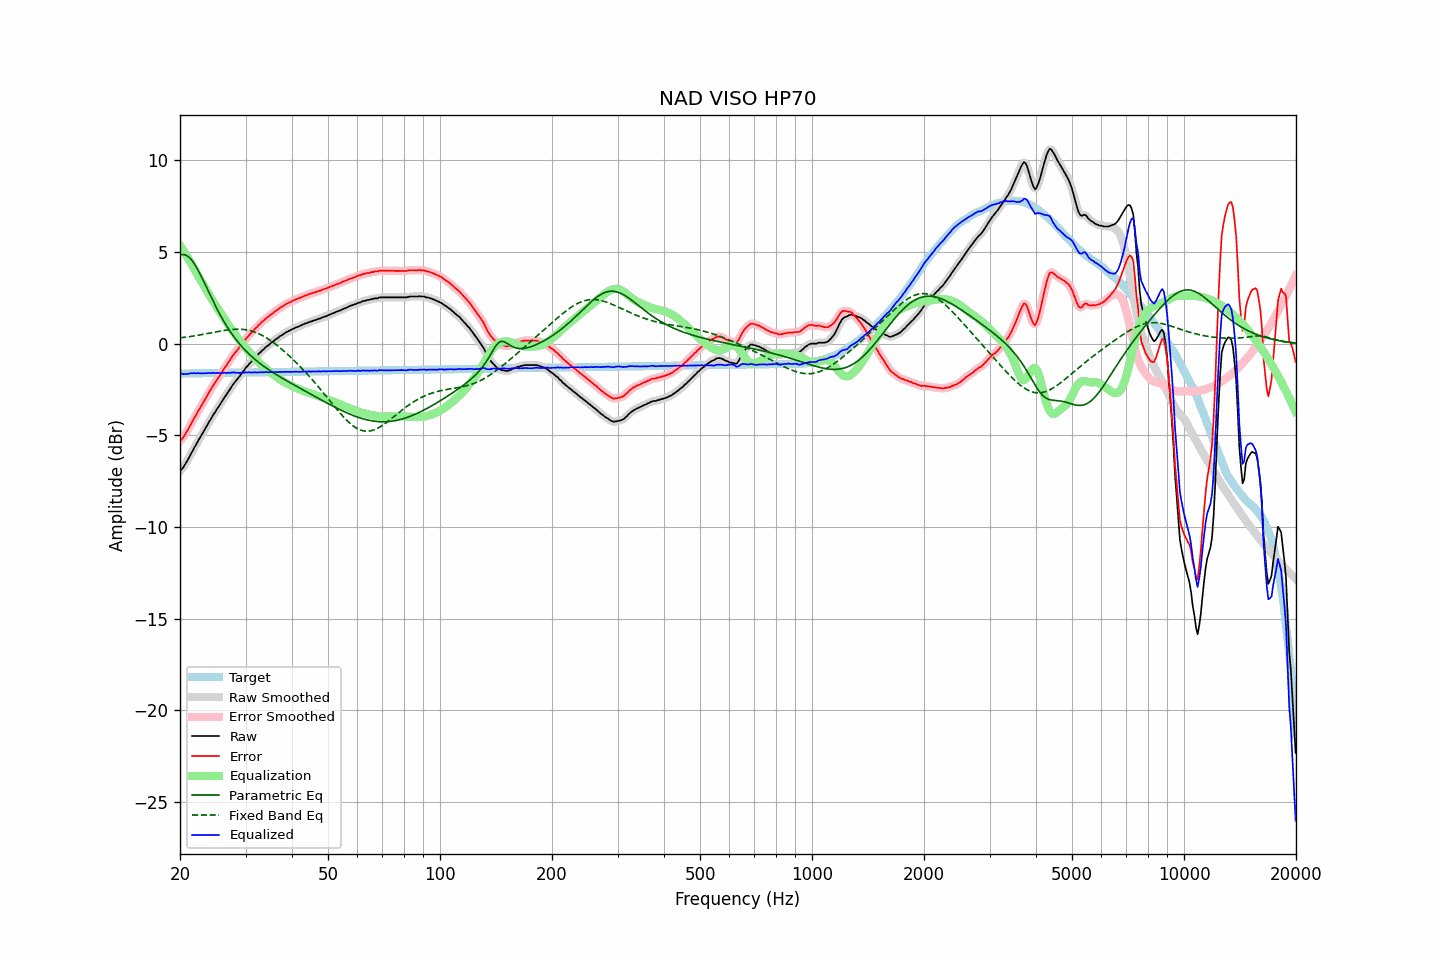 NAD VISO HP70
Amplitude (dBr)
10
5
0
−5
−10
−15
−20
−25
Target
Raw Smoothed
Error Smoothed
Raw
Error
Equalization
Parametric Eq
Fixed Band Eq
Equalized
20 50 100 200 500 1000 2000 5000 10000 20000
Frequency (Hz)